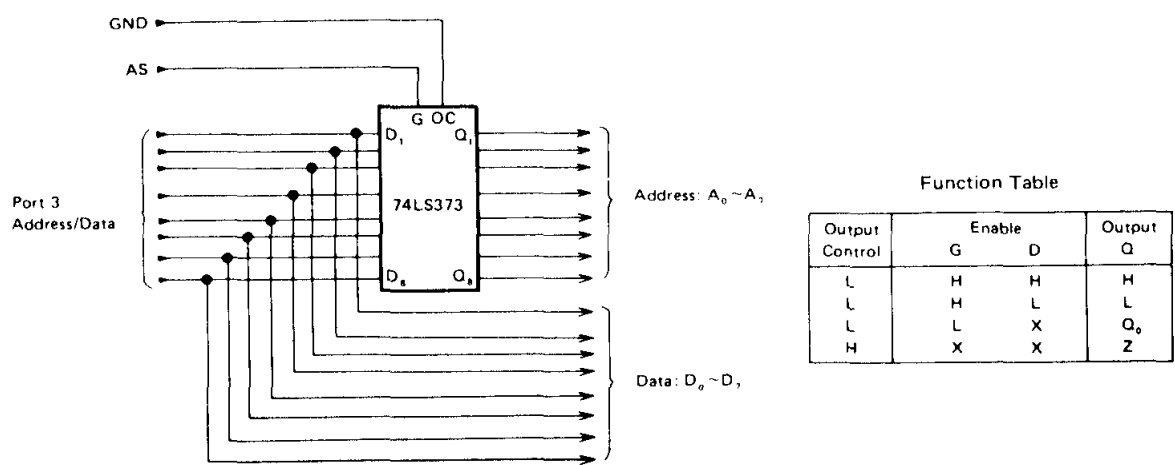 GND
AS
G OC
D₁ Q₁
Port 3
Address/Data
74LS373
Address: A₀~A₇
D₈ Q₈
Data: D₀~D₇
Function Table
Output Control Enable G D Output Q
L H H H
L H L L
L L X Q₀
H X X Z